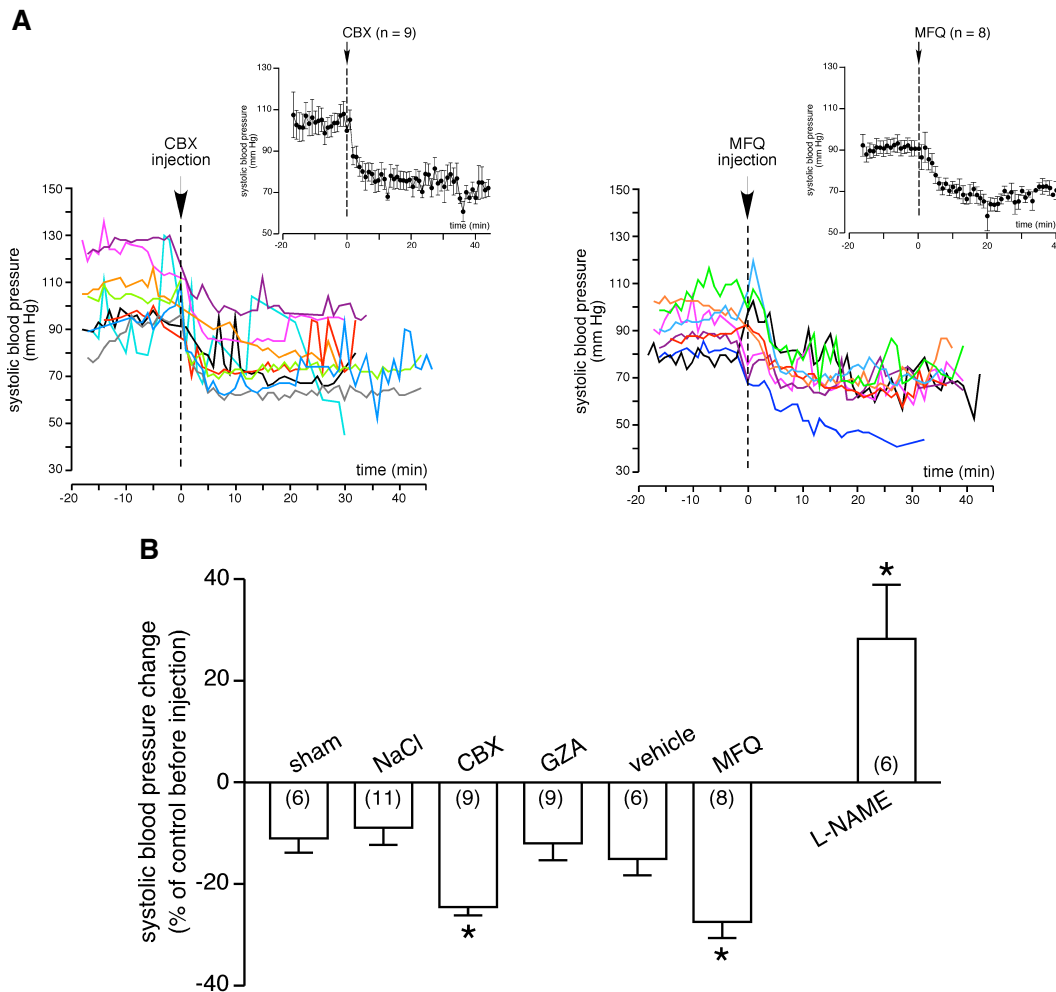 A
CBX (n = 9)
130
110
90
70
50
systolic blood pressure
(mm Hg)
time (min)
-20
0
20
40
CBX
injection
150
130
110
90
70
50
30
systolic blood pressure
(mm Hg)
time (min)
-20
-10
0
10
20
30
40
MFQ (n = 8)
130
110
90
70
50
systolic blood pressure
(mm Hg)
time (min)
-20
0
20
40
MFQ
injection
150
130
110
90
70
50
30
systolic blood pressure
(mm Hg)
time (min)
-20
-10
0
10
20
30
40
B
systolic blood pressure change
(% of control before injection)
40
20
0
-20
-40
sham
NaCl
CBX
GZA
vehicle
MFQ
L-NAME
(6)
(11)
(9)
(9)
(6)
(8)
(6)
*
*
*